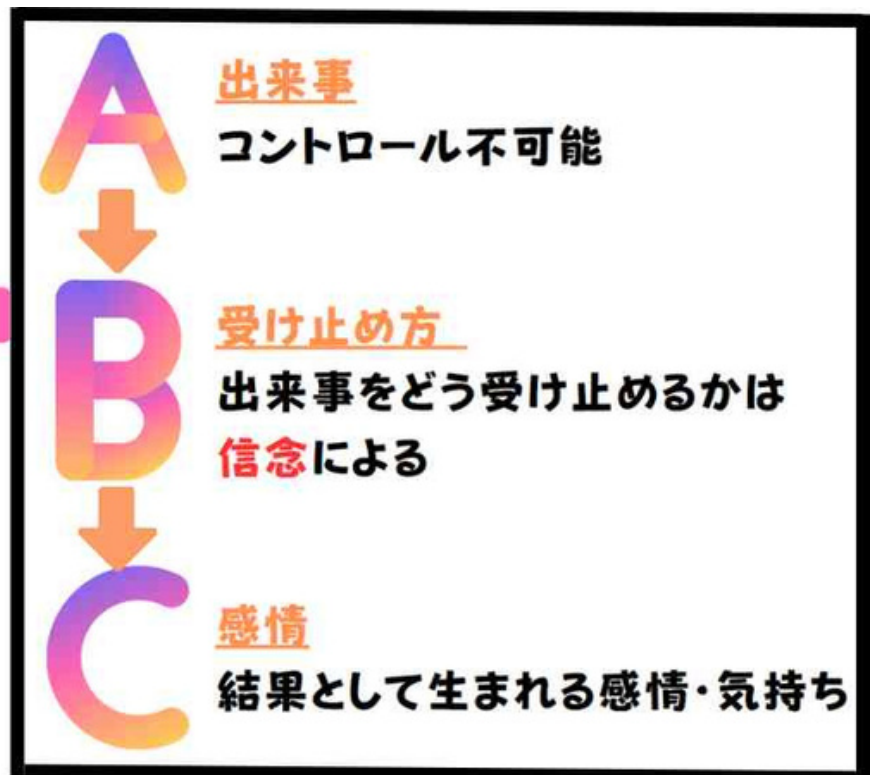 A
出来事
コントロール不可能
B
受け止め方
出来事をどう受け止めるかは
信念による
C
感情
結果として生まれる感情・気持ち